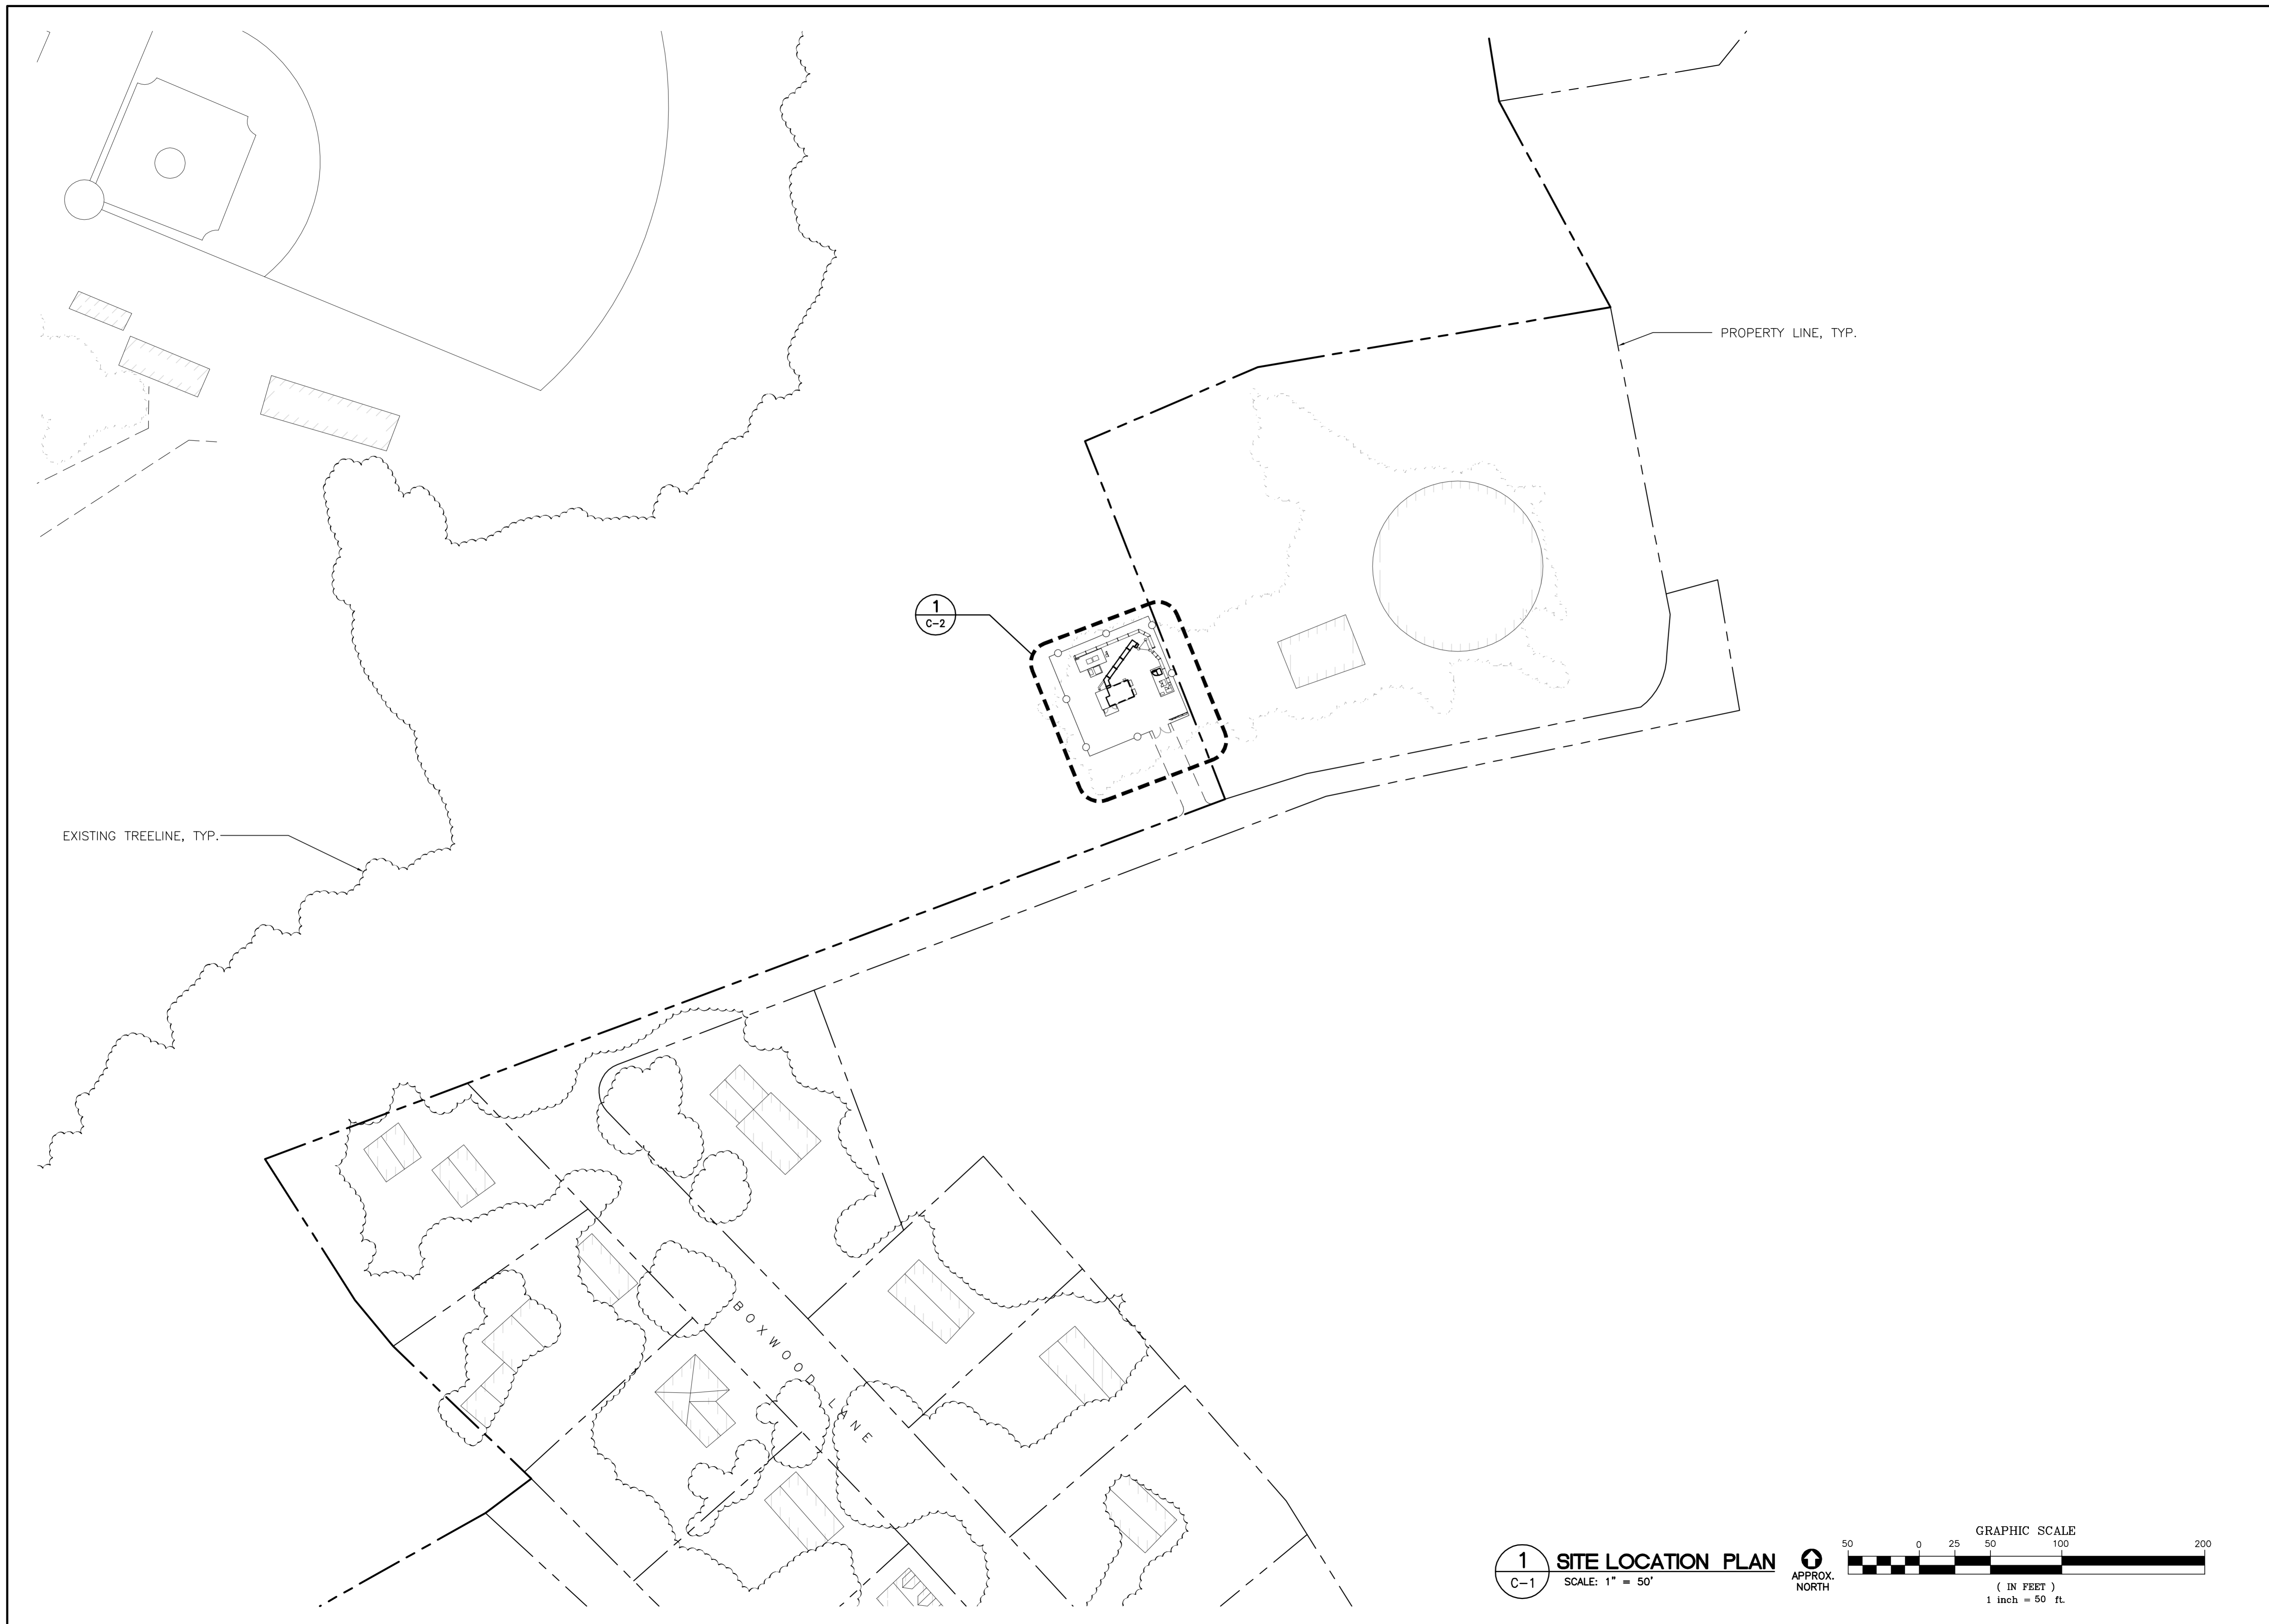 PROPERTY LINE, TYP.
1
C-2
EXISTING TREELINE, TYP.
BOXWOOD LANE
1
C-1
SITE LOCATION PLAN
SCALE: 1" = 50'
APPROX.
NORTH
GRAPHIC SCALE
50 0 25 50 100 200
( IN FEET )
1 inch = 50 ft.